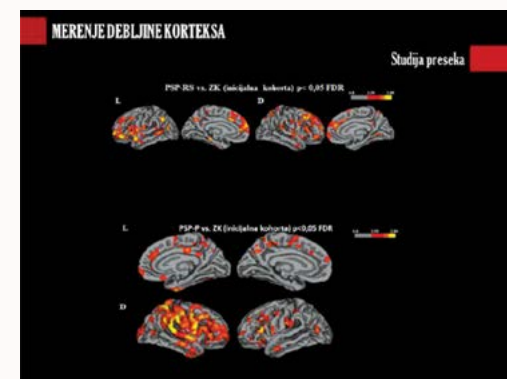 MERENJE DEBLJINE KORTEKSA
Studija preseka
PSP-RS vs. ZK (inicijalna kohorta) p< 0,05 FDR
L D
L PSP-P vs. ZK (inicijalna kohorta) p<0,05 FDR
D